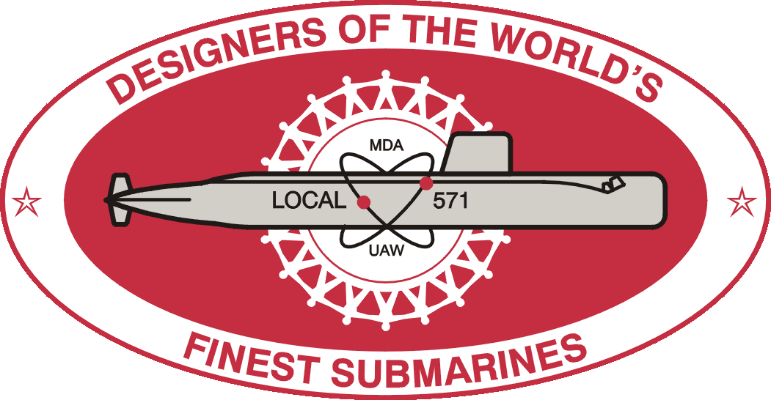 DESIGNERS OF THE WORLD'S
MDA
LOCAL 571
UAW
FINEST SUBMARINES